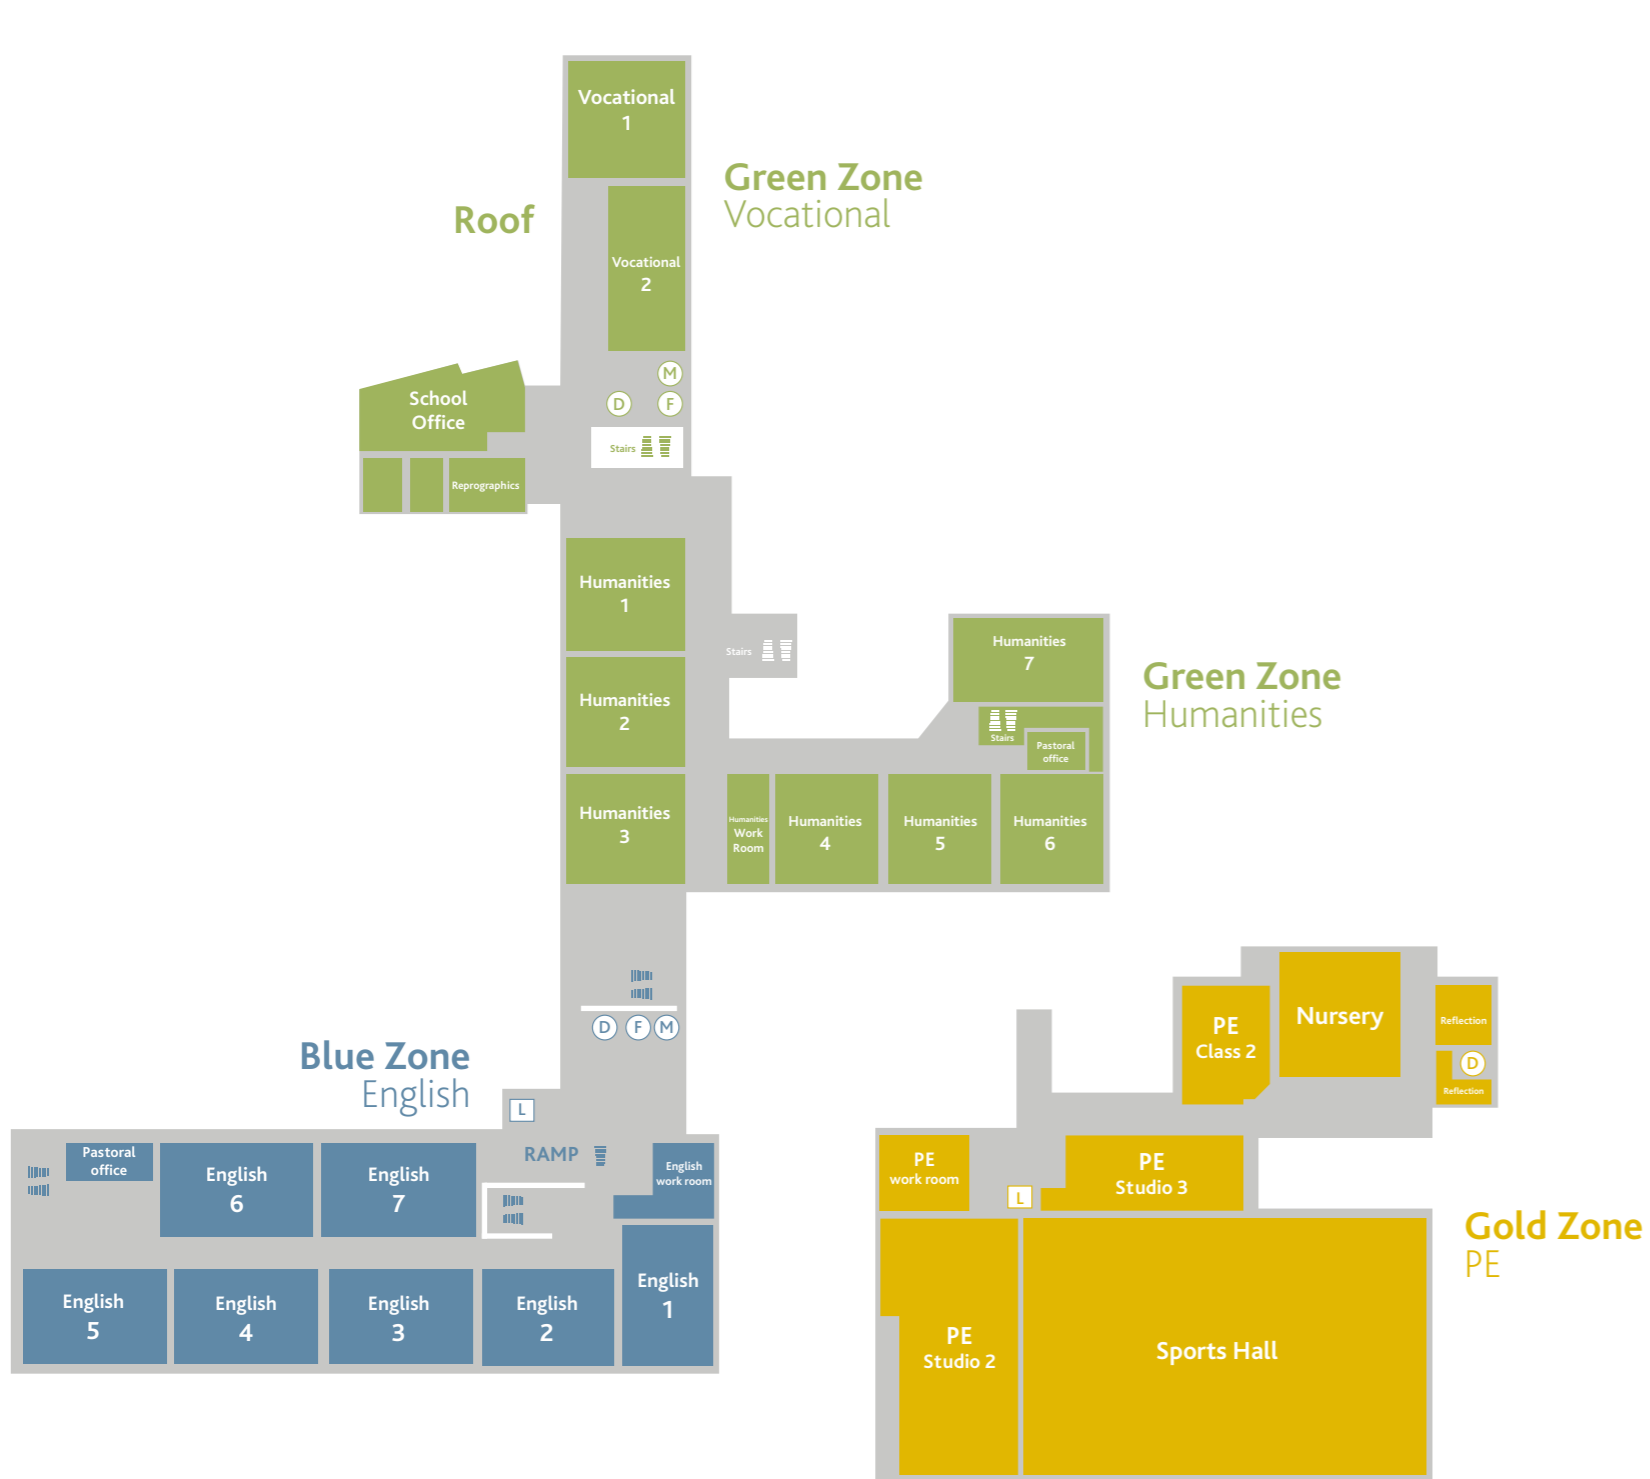 Vocational
1
Green Zone
Vocational
Roof
Vocational
2
M
D
F
School
Office
Stairs
Reprographics
Humanities
1
Stairs
Humanities
2
Humanities
3
Humanities
7
Stairs
Pastoral
office
Green Zone
Humanities
Humanities
Work
Room
Humanities
4
Humanities
5
Humanities
6
D
F
M
Blue Zone
English
L
RAMP
Pastoral
office
English
6
English
7
English
work room
English
5
English
4
English
3
English
2
English
1
PE
Class 2
Nursery
Reflection
D
Reflection
PE
work room
L
PE
Studio 3
Gold Zone
PE
PE
Studio 2
Sports Hall